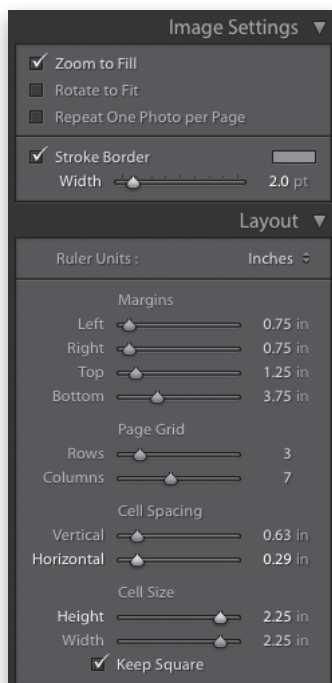 Image Settings
Zoom to Fill
Rotate to Fit
Repeat One Photo per Page
Stroke Border
Width 2.0 pt
Layout
Ruler Units : Inches
Margins
Left 0.75 in
Right 0.75 in
Top 1.25 in
Bottom 3.75 in
Page Grid
Rows 3
Columns 7
Cell Spacing
Vertical 0.63 in
Horizontal 0.29 in
Cell Size
Height 2.25 in
Width 2.25 in
Keep Square